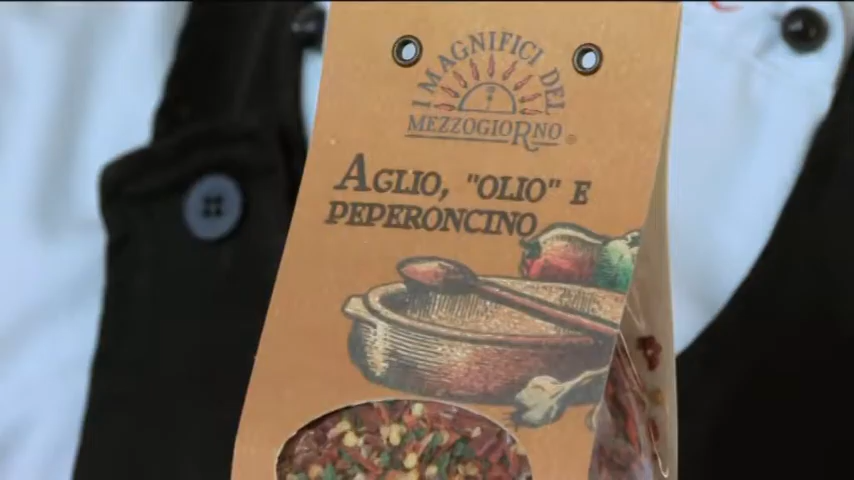 I MAGNIFICI DEL
MEZZOGIORNO
AGLIO, "OLIO" E
PEPERONCINO